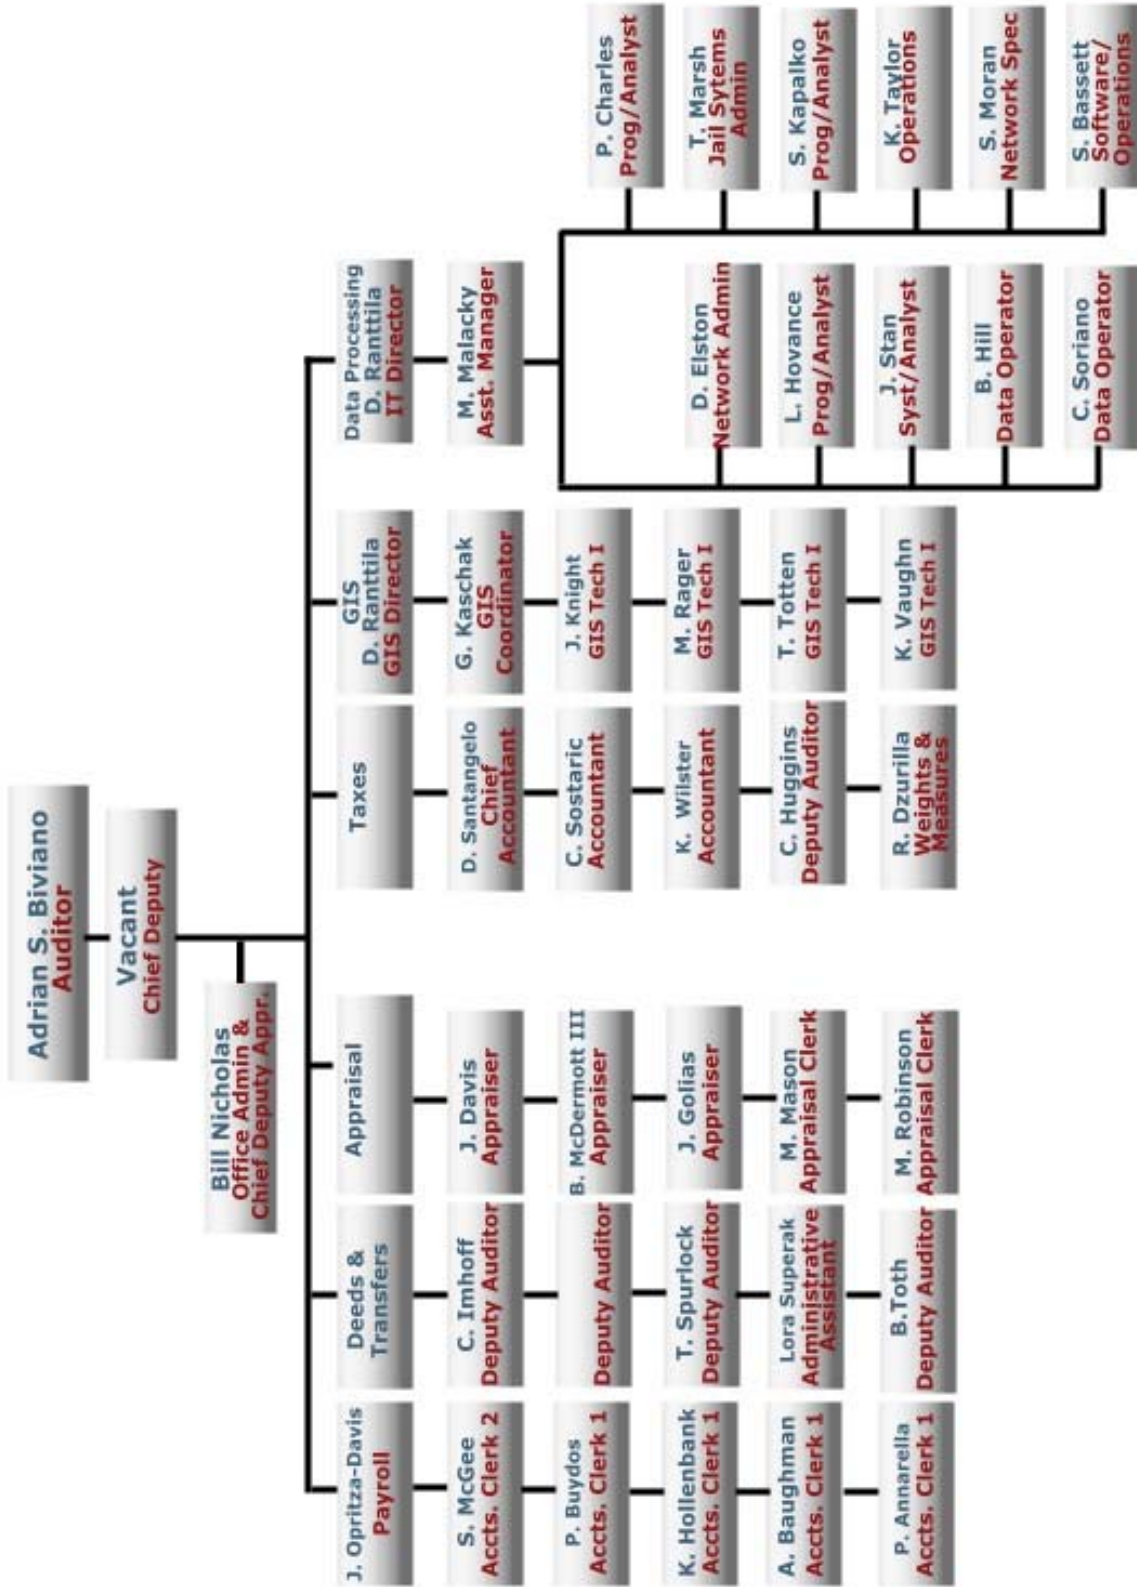 Adrian S. Biviano
Auditor
Vacant
Chief Deputy
Bill Nicholas
Office Admin &
Chief Deputy Appr.
J. Opritza-Davis
Payroll
S. McGee
Accts. Clerk 2
P. Buydos
Accts. Clerk 1
K. Hollenbank
Accts. Clerk 1
A. Baughman
Accts. Clerk 1
P. Annarella
Accts. Clerk 1
Deeds &
Transfers
C. Imhoff
Deputy Auditor
Deputy Auditor
T. Spurlock
Deputy Auditor
Lora Superak
Administrative
Assistant
B.Toth
Deputy Auditor
Appraisal
J. Davis
Appraiser
B. McDermott III
Appraiser
J. Golias
Appraiser
M. Mason
Appraisal Clerk
M. Robinson
Appraisal Clerk
Taxes
D. Santangelo
Chief
Accountant
C. Sostaric
Accountant
K. Wilster
Accountant
C. Huggins
Deputy Auditor
R. Dzurilla
Weights &
Measures
GIS
D. Ranttila
GIS Director
G. Kaschak
GIS
Coordinator
J. Knight
GIS Tech I
M. Rager
GIS Tech I
T. Totten
GIS Tech I
K. Vaughn
GIS Tech I
Data Processing
D. Ranttila
IT Director
M. Malacky
Asst. Manager
D. Elston
Network Admin
L. Hovance
Prog/Analyst
J. Stan
Syst/Analyst
B. Hill
Data Operator
C. Soriano
Data Operator
P. Charles
Prog/Analyst
T. Marsh
Jail Sytems
Admin
S. Kapalko
Prog/Analyst
K. Taylor
Operations
S. Moran
Network Spec
S. Bassett
Software/
Operations